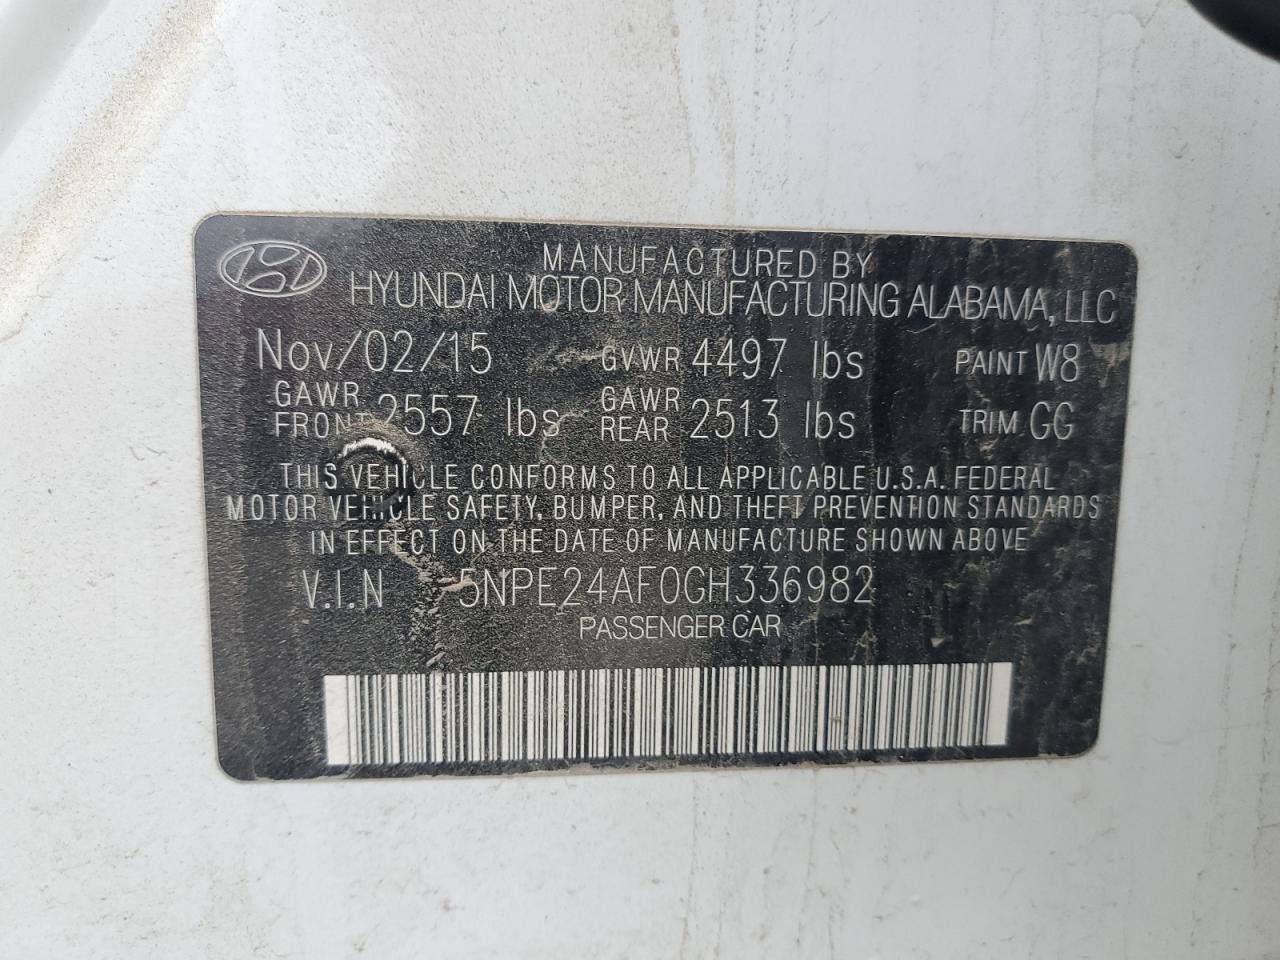 MANUFACTURED BY
HYUNDAI MOTOR MANUFACTURING ALABAMA, LLC
Nov/02/15 GVWR 4497 lbs PAINT W8
GAWR FRONT 2557 lbs GAWR REAR 2513 lbs TRIM GG
THIS VEHICLE CONFORMS TO ALL APPLICABLE U.S.A. FEDERAL
MOTOR VEHICLE SAFETY, BUMPER, AND THEFT PREVENTION STANDARDS
IN EFFECT ON THE DATE OF MANUFACTURE SHOWN ABOVE
V.I.N 5NPE24AF0GH336982
PASSENGER CAR